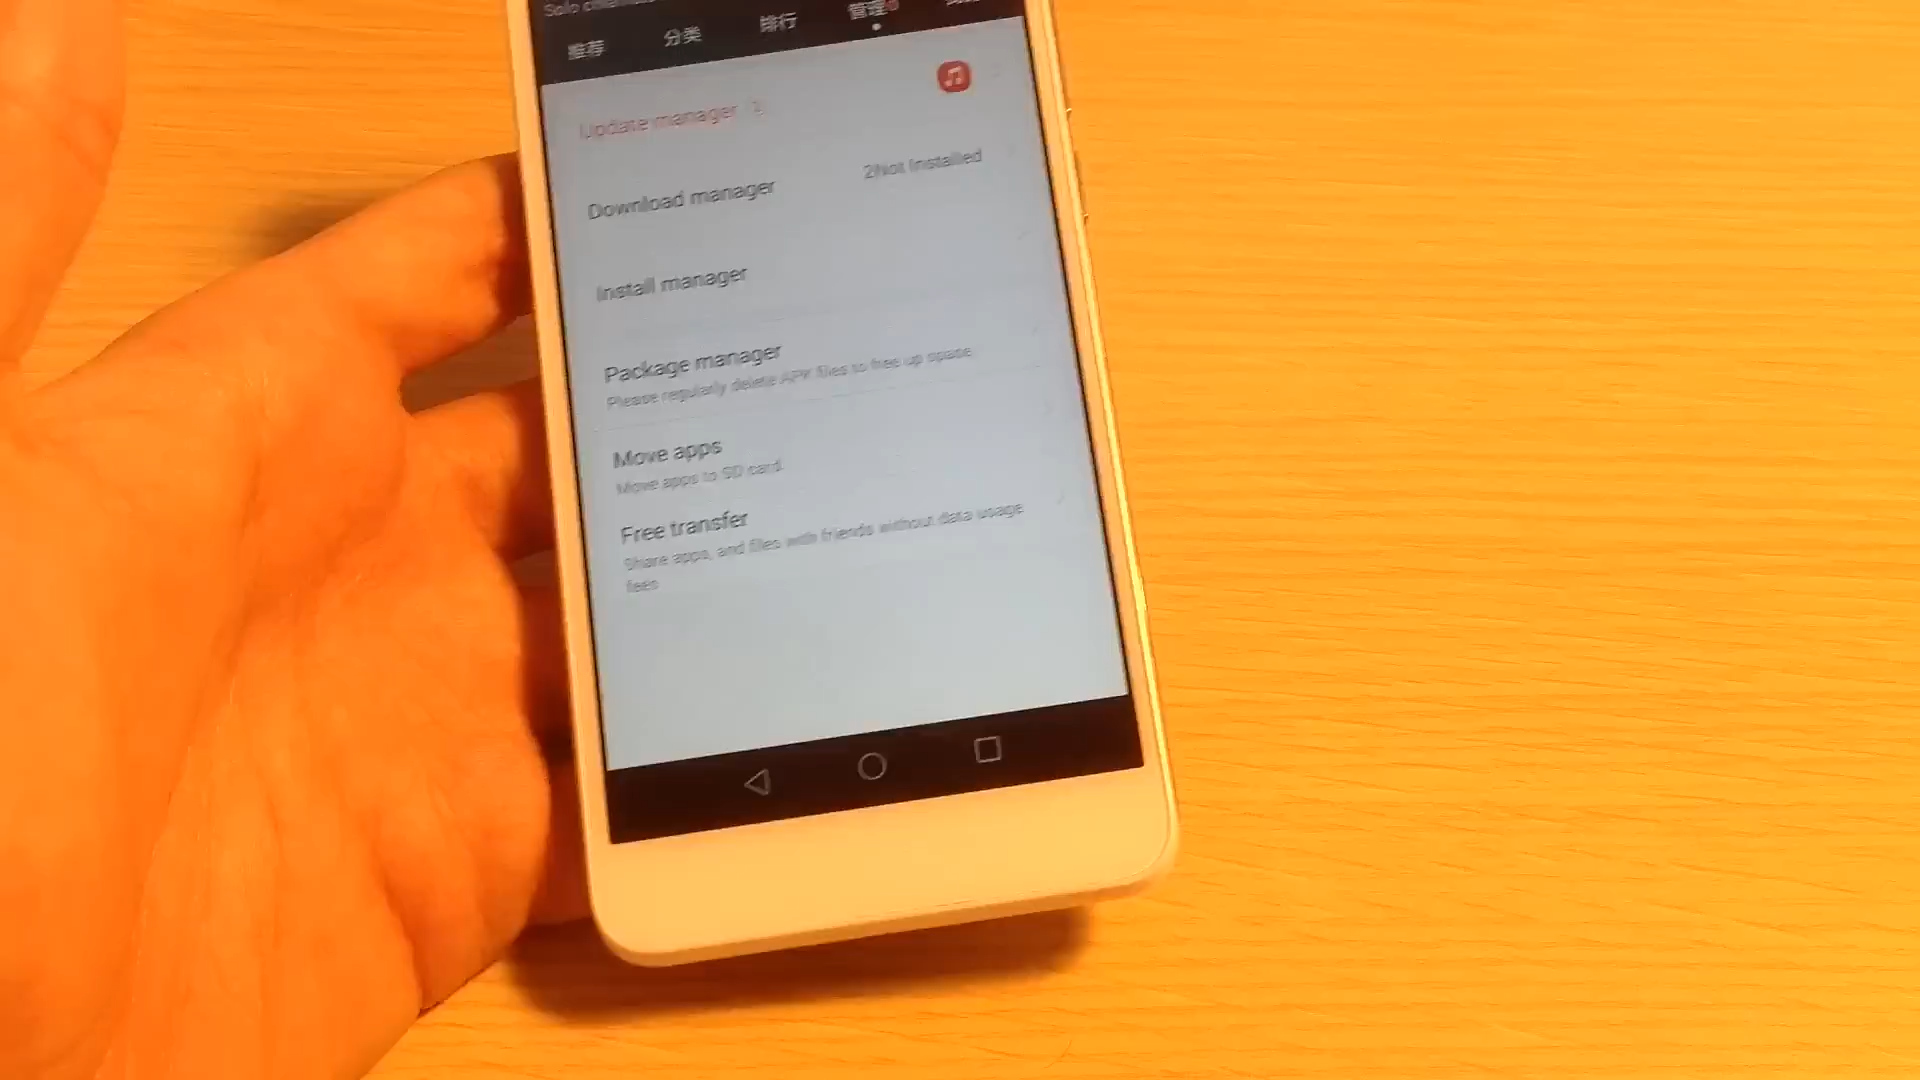 Solo
推荐 分类 排行 管理
Update manager 2
Download manager 2Not Installed
Install manager
Package manager
Please regularly delete APK files to free up space
Move apps
Move apps to SD card
Free transfer
Share apps, and files with friends without data usage
fees